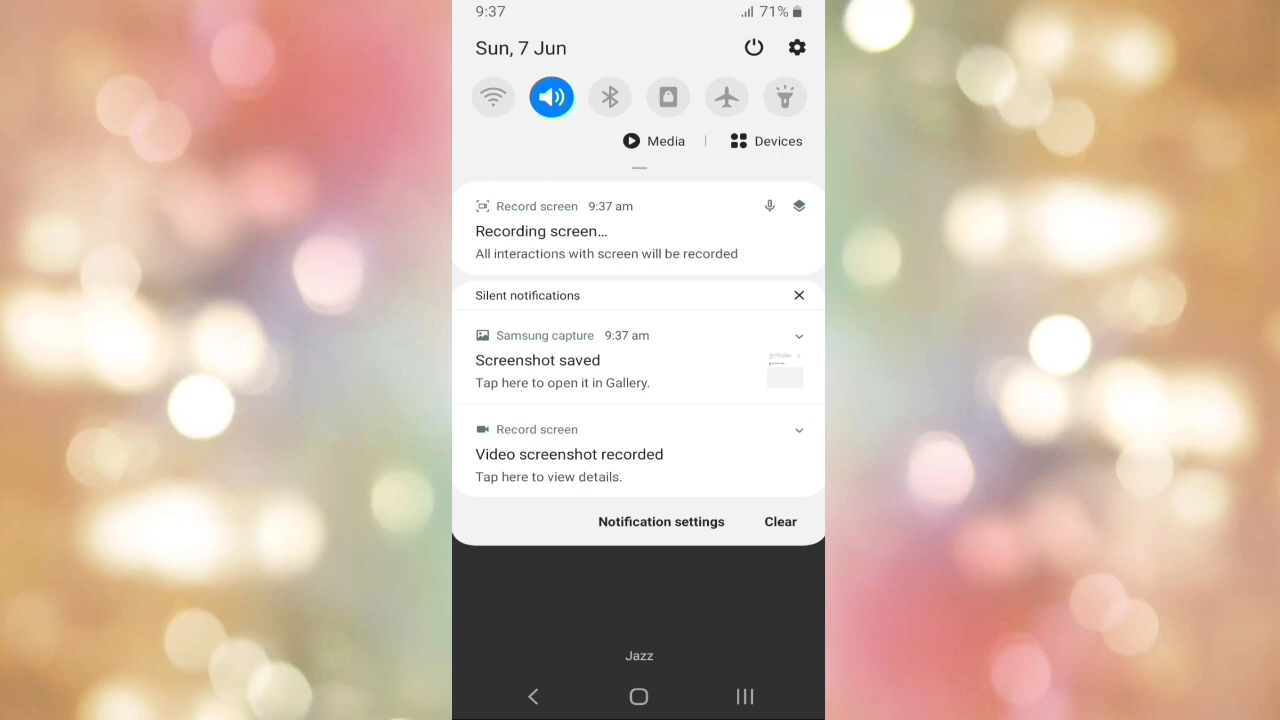 9:37 71%
Sun, 7 Jun
Media | Devices
Record screen 9:37 am
Recording screen...
All interactions with screen will be recorded
Silent notifications
Samsung capture 9:37 am
Screenshot saved
Tap here to open it in Gallery.
Record screen
Video screenshot recorded
Tap here to view details.
Notification settings Clear
Jazz